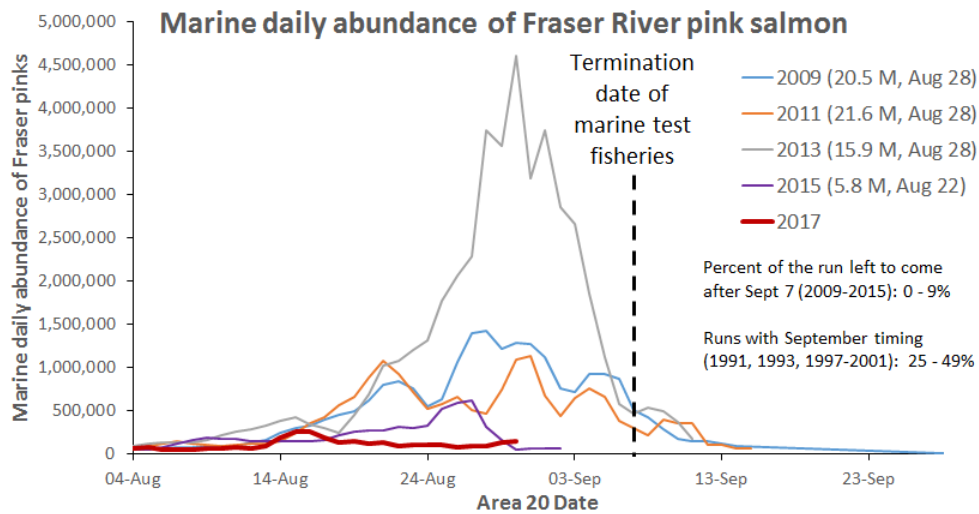 Marine daily abundance of Fraser River pink salmon
Marine daily abundance of Fraser pinks
5,000,000
4,500,000
4,000,000
3,500,000
3,000,000
2,500,000
2,000,000
1,500,000
1,000,000
500,000
0
04-Aug
14-Aug
24-Aug
03-Sep
13-Sep
23-Sep
Area 20 Date
Termination
date of
marine test
fisheries
2009 (20.5 M, Aug 28)
2011 (21.6 M, Aug 28)
2013 (15.9 M, Aug 28)
2015 (5.8 M, Aug 22)
2017
Percent of the run left to come
after Sept 7 (2009-2015): 0 - 9%
Runs with September timing
(1991, 1993, 1997-2001): 25 - 49%